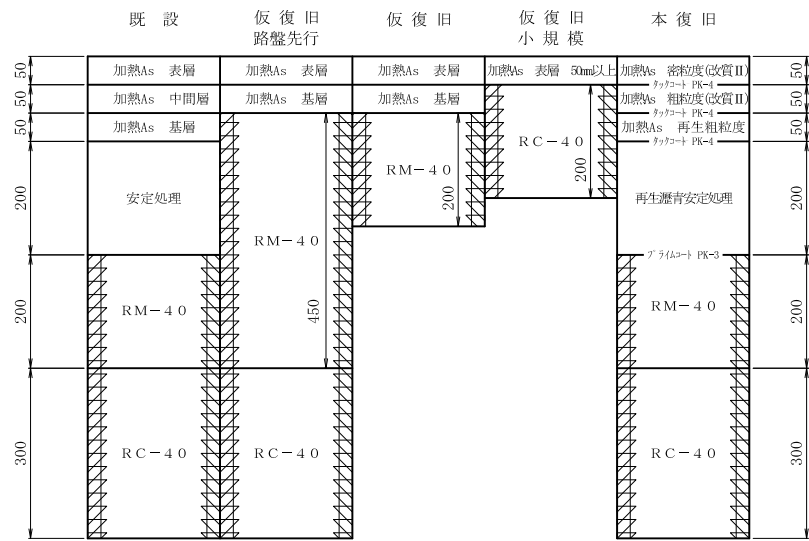 既設
仮復旧
路盤先行
仮復旧
仮復旧
小規模
本復旧
50
加熱As 表層
加熱As 表層
加熱As 表層
加熱As 表層 50mm以上
加熱As 密粒度(改質Ⅱ)
50
タックコート PK-4
50
加熱As 中間層
加熱As 基層
加熱As 基層
加熱As 粗粒度(改質Ⅱ)
50
タックコート PK-4
50
加熱As 基層
加熱As 再生粗粒度
50
タックコート PK-4
200
安定処理
RM-40
200
RC-40
200
再生瀝青安定処理
200
プライムコート PK-3
200
RM-40
RM-40
450
RM-40
200
300
RC-40
RC-40
RC-40
300